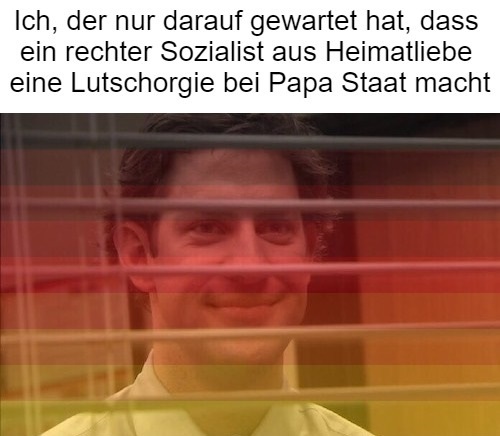 Ich, der nur darauf gewartet hat, dass
ein rechter Sozialist aus Heimatliebe
eine Lutschorgie bei Papa Staat macht